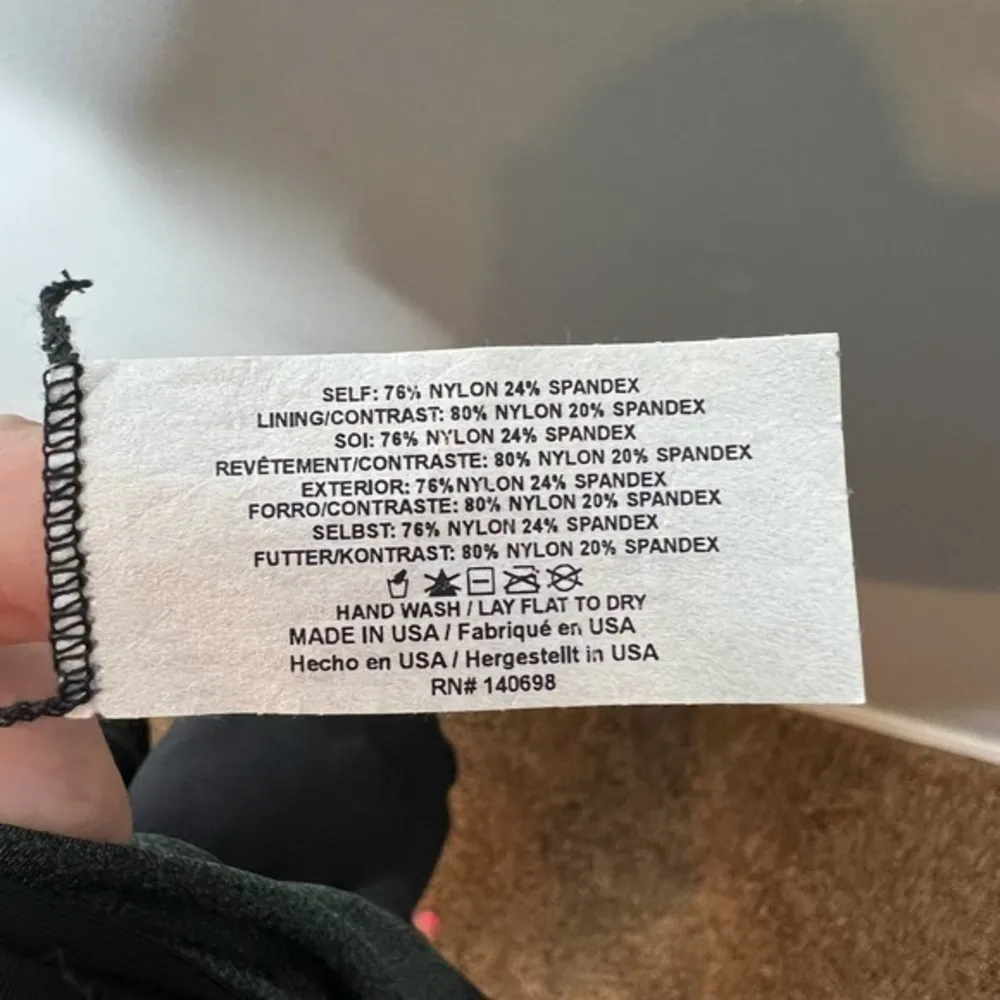 SELF: 76% NYLON 24% SPANDEX
LINING/CONTRAST: 80% NYLON 20% SPANDEX
SOI: 76% NYLON 24% SPANDEX
REVÊTEMENT/CONTRASTE: 80% NYLON 20% SPANDEX
EXTERIOR: 76%NYLON 24% SPANDEX
FORRO/CONTRASTE: 80% NYLON 20% SPANDEX
SELBST: 76% NYLON 24% SPANDEX
FUTTER/KONTRAST: 80% NYLON 20% SPANDEX
HAND WASH / LAY FLAT TO DRY
MADE IN USA / Fabriqué en USA
Hecho en USA / Hergestellt in USA
RN# 140698